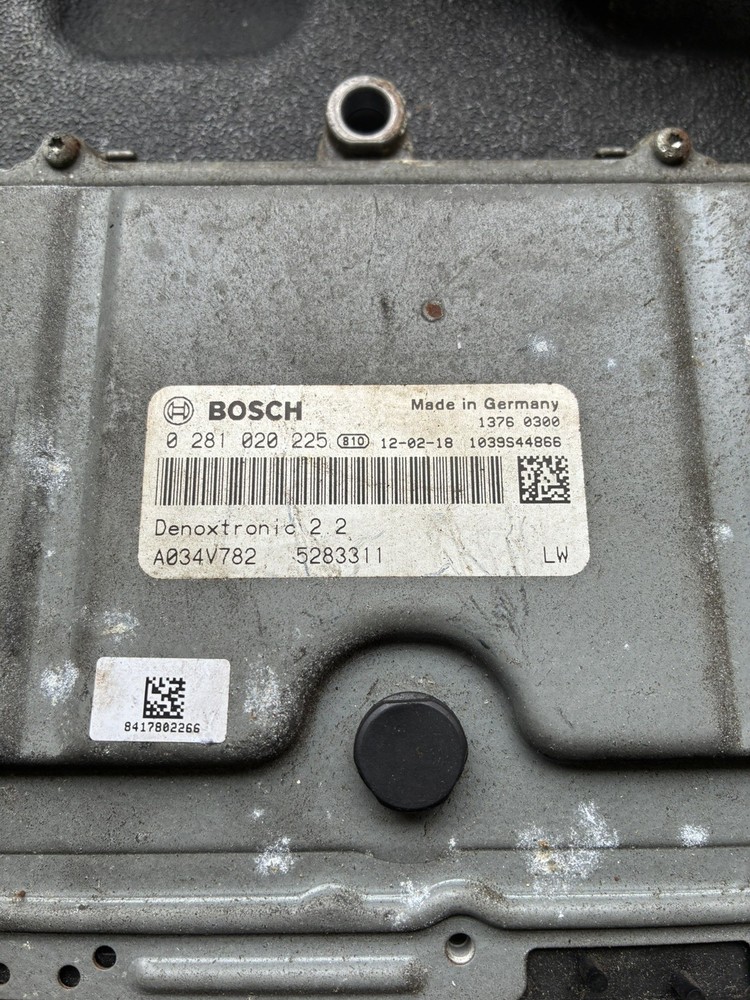 BOSCH Made in Germany
1376 0300
0 281 020 225 810 12-02-18 1039S44866
Denoxtronic 2.2
A034V782 5283311 LW
8417802266